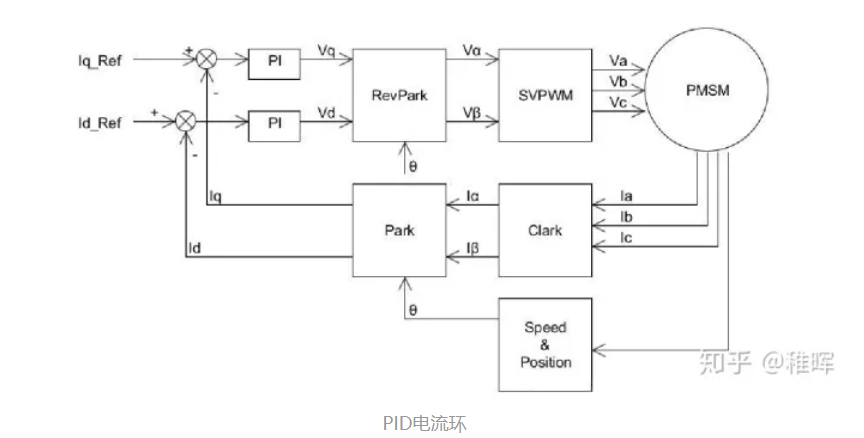 Iq_Ref
+
-
PI
Vq
RevPark
Vα
SVPWM
Va
Vb
Vc
PMSM
Id_Ref
+
-
PI
Vd
Vβ
θ
Iq
Id
Park
Iα
Iβ
Clark
Ia
Ib
Ic
θ
Speed
&
Position
知乎 @稚晖
PID电流环